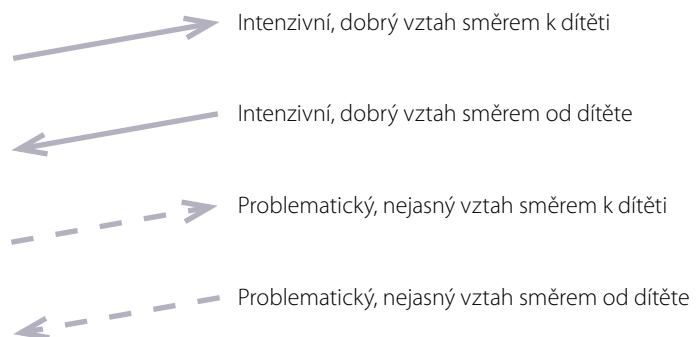 Intenzivní, dobrý vztah směrem k dítěti
Intenzivní, dobrý vztah směrem od dítěte
Problematický, nejasný vztah směrem k dítěti
Problematický, nejasný vztah směrem od dítěte